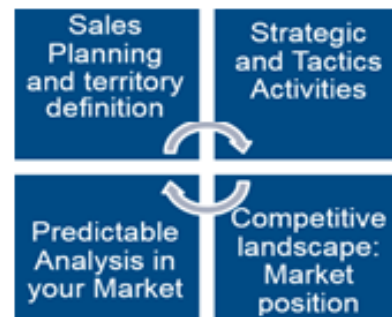 Sales
Planning
and territory
definition
Strategic
and Tactics
Activities
Predictable
Analysis in
your Market
Competitive
landscape:
Market
position